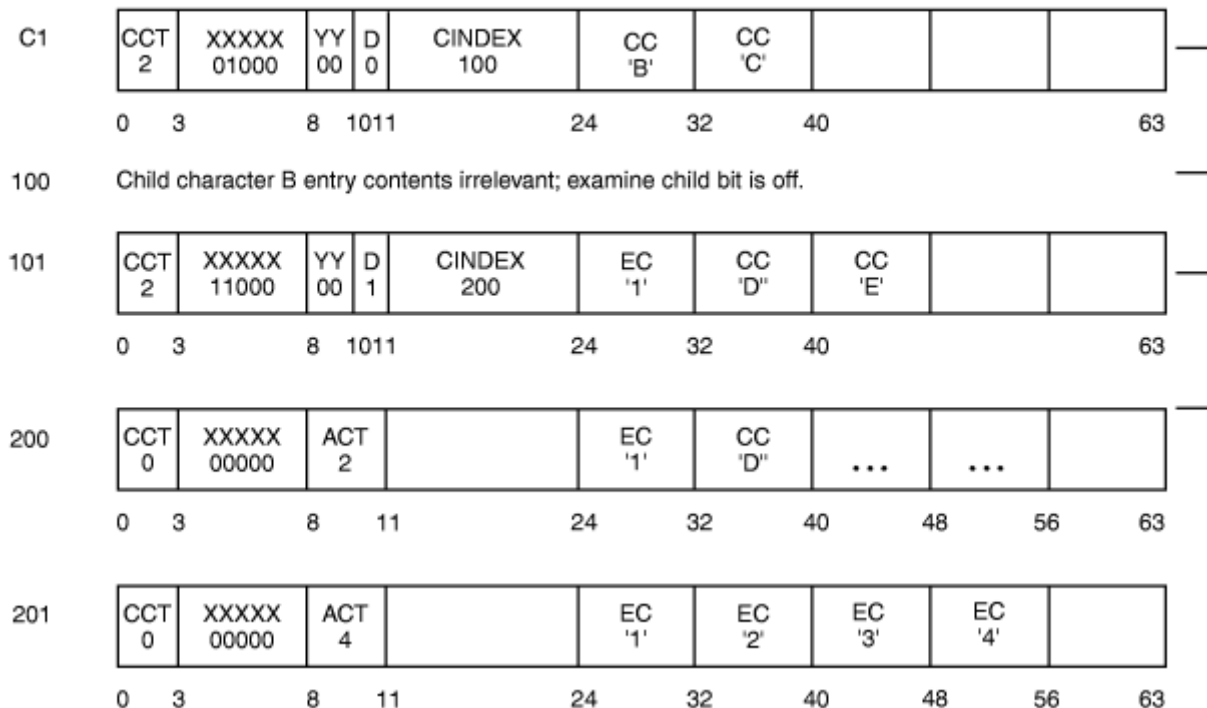 C1 CCT XXXXX YY D CINDEX CC CC
2 01000 00 0 100 'B' 'C'
0 3 8 1011 24 32 40 63
100 Child character B entry contents irrelevant; examine child bit is off.
101 CCT XXXXX YY D CINDEX EC CC CC
2 11000 00 1 200 '1' 'D" 'E'
0 3 8 1011 24 32 40 63
200 CCT XXXXX ACT EC CC
0 00000 2 '1' 'D" ... ...
0 3 8 11 24 32 40 48 56 63
201 CCT XXXXX ACT EC EC EC EC
0 00000 4 '1' '2' '3' '4'
0 3 8 11 24 32 40 48 56 63